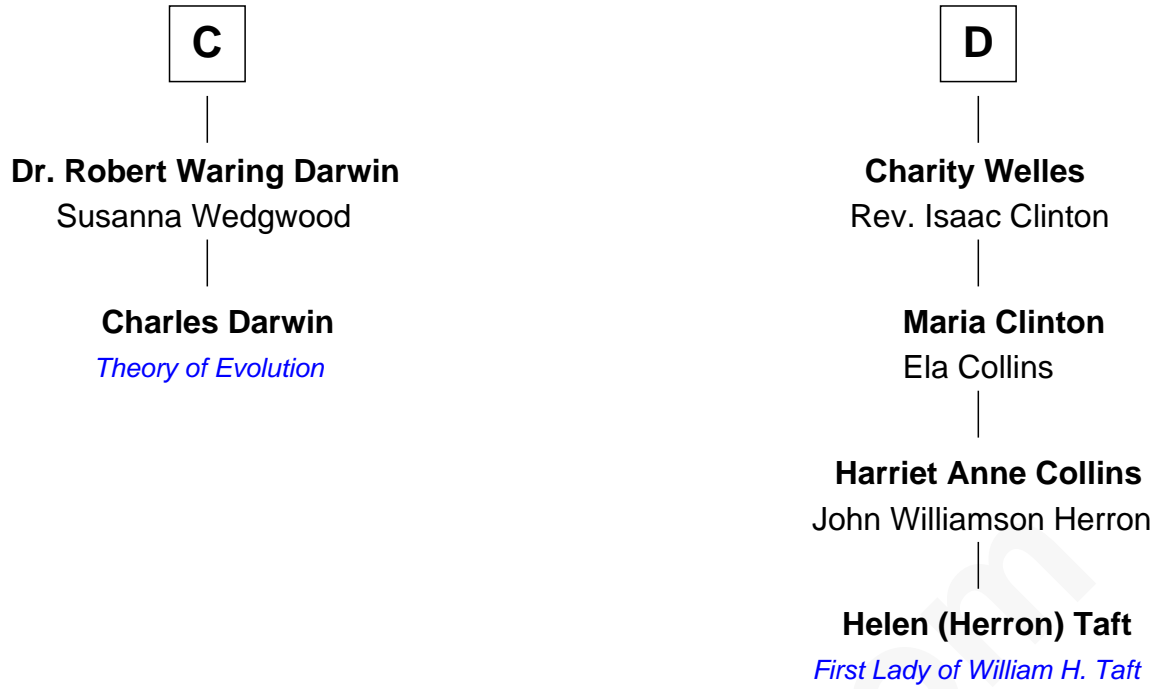 C
Dr. Robert Waring Darwin
Susanna Wedgwood
Charles Darwin
Theory of Evolution
D
Charity Welles
Rev. Isaac Clinton
Maria Clinton
Ela Collins
Harriet Anne Collins
John Williamson Herron
Helen (Herron) Taft
First Lady of William H. Taft